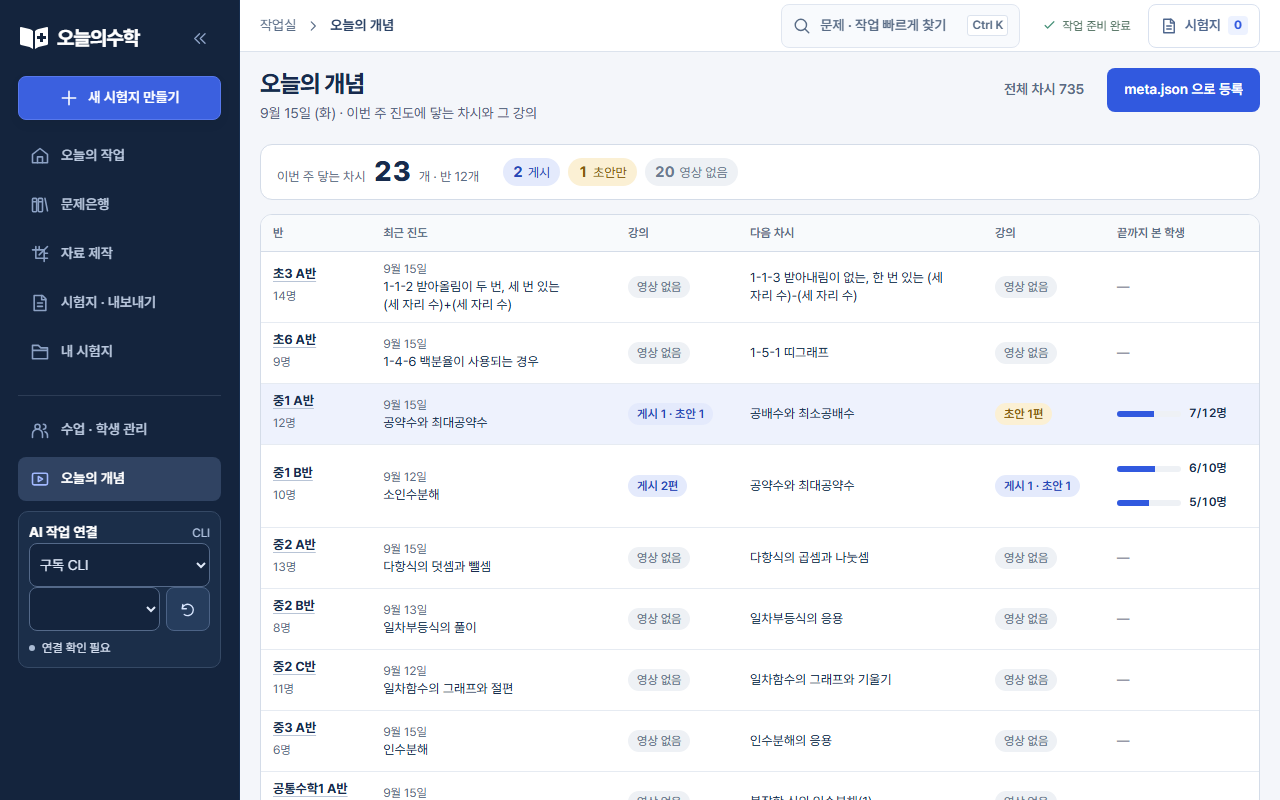 오늘의수학
새 시험지 만들기
오늘의 작업
문제은행
자료 제작
시험지 · 내보내기
내 시험지
수업 · 학생 관리
오늘의 개념
AI 작업 연결 CLI
구독 CLI
연결 확인 필요
작업실 > 오늘의 개념
문제 · 작업 빠르게 찾기 Ctrl K
작업 준비 완료
시험지 0
오늘의 개념
9월 15일 (화) · 이번 주 진도에 닿는 차시와 그 강의
전체 차시 735
meta.json 으로 등록
이번 주 닿는 차시 23 개 · 반 12개
2 게시
1 초안만
20 영상 없음
반 최근 진도 강의 다음 차시 강의 끝까지 본 학생
초3 A반
14명
9월 15일
1-1-2 받아올림이 두 번, 세 번 있는
(세 자리 수)+(세 자리 수)
영상 없음
1-1-3 받아내림이 없는, 한 번 있는 (세
자리 수)-(세 자리 수)
영상 없음
—
초6 A반
9명
9월 15일
1-4-6 백분율이 사용되는 경우
영상 없음
1-5-1 띠그래프
영상 없음
—
중1 A반
12명
9월 15일
공약수와 최대공약수
게시 1 · 초안 1
공배수와 최소공배수
초안 1편
7/12명
중1 B반
10명
9월 12일
소인수분해
게시 2편
공약수와 최대공약수
게시 1 · 초안 1
6/10명
5/10명
중2 A반
13명
9월 15일
다항식의 덧셈과 뺄셈
영상 없음
다항식의 곱셈과 나눗셈
영상 없음
—
중2 B반
8명
9월 13일
일차부등식의 풀이
영상 없음
일차부등식의 응용
영상 없음
—
중2 C반
11명
9월 12일
일차함수의 그래프와 절편
영상 없음
일차함수의 그래프와 기울기
영상 없음
—
중3 A반
6명
9월 15일
인수분해
영상 없음
인수분해의 응용
영상 없음
—
공통수학1 A반
9월 15일